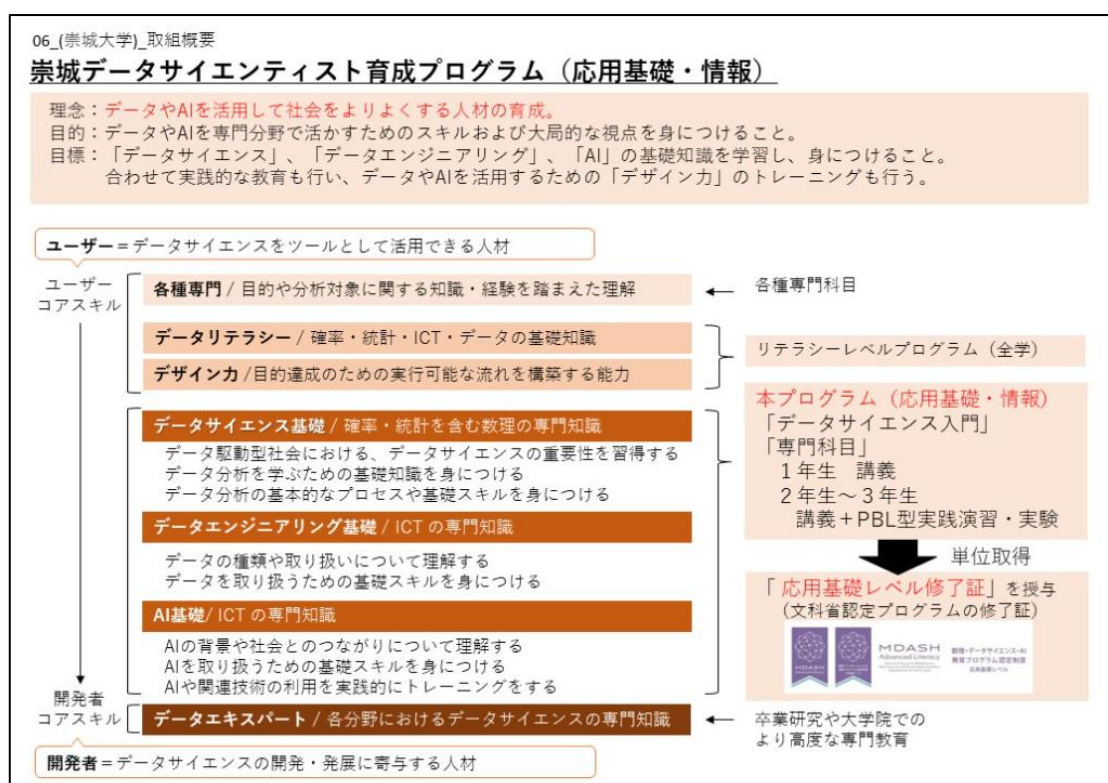 06_(崇城大学)_取組概要
崇城データサイエンティスト育成プログラム（応用基礎・情報）
理念：データやAIを活用して社会をよりよくする人材の育成。
目的：データやAIを専門分野で活かすためのスキルおよび大局的な視点を身につけること。
目標：「データサイエンス」、「データエンジニアリング」、「AI」の基礎知識を学習し、身につけること。
合わせて実践的な教育も行い、データやAIを活用するための「デザイン力」のトレーニングも行う。
ユーザー＝データサイエンスをツールとして活用できる人材
ユーザー
コアスキル
各種専門 / 目的や分析対象に関する知識・経験を踏まえた理解
各種専門科目
データリテラシー / 確率・統計・ICT・データの基礎知識
デザイン力 /目的達成のための実行可能な流れを構築する能力
リテラシーレベルプログラム（全学）
データサイエンス基礎 / 確率・統計を含む数理の専門知識
データ駆動型社会における、データサイエンスの重要性を習得する
データ分析を学ぶための基礎知識を身につける
データ分析の基本的なプロセスや基礎スキルを身につける
データエンジニアリング基礎 / ICT の専門知識
データの種類や取り扱いについて理解する
データを取り扱うための基礎スキルを身につける
AI基礎/ ICT の専門知識
AIの背景や社会とのつながりについて理解する
AIを取り扱うための基礎スキルを身につける
AIや関連技術の利用を実践的にトレーニングをする
本プログラム（応用基礎・情報）
「データサイエンス入門」
「専門科目」
１年生　講義
２年生～３年生
講義＋PBL型実践演習・実験
単位取得
「応用基礎レベル修了証」を授与
(文科省認定プログラムの修了証)
MDASH
Advanced Literacy
数理・データサイエンス・AI
教育プログラム認定制度
応用基礎レベル
開発者
コアスキル
データエキスパート / 各分野におけるデータサイエンスの専門知識
卒業研究や大学院での
より高度な専門教育
開発者＝データサイエンスの開発・発展に寄与する人材